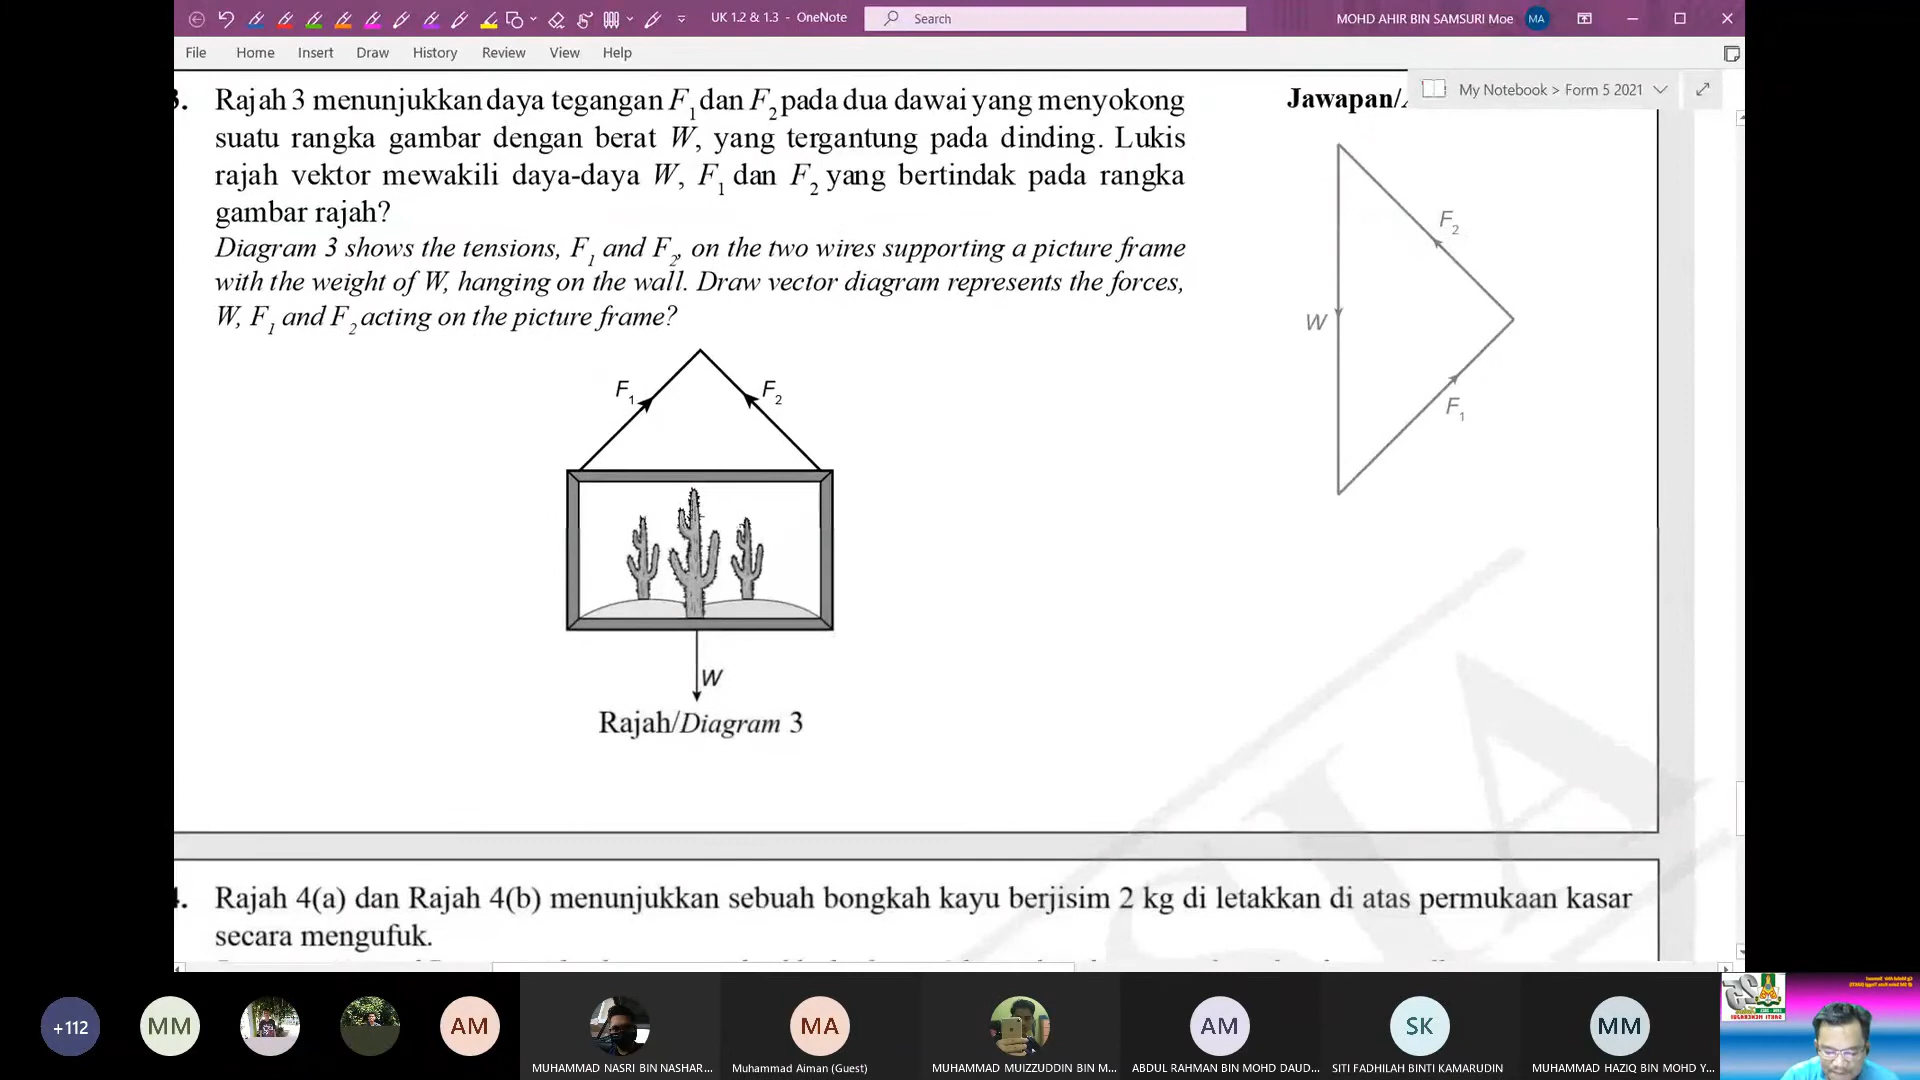 UK 1.2 & 1.3 - OneNote
Search
MOHD AHIR BIN SAMSURI Moe
MA
File Home Insert Draw History Review View Help
My Notebook > Form 5 2021
3. Rajah 3 menunjukkan daya tegangan F1 dan F2 pada dua dawai yang menyokong
suatu rangka gambar dengan berat W, yang tergantung pada dinding. Lukis
rajah vektor mewakili daya-daya W, F1 dan F2 yang bertindak pada rangka
gambar rajah?
Diagram 3 shows the tensions, F1 and F2, on the two wires supporting a picture frame
with the weight of W, hanging on the wall. Draw vector diagram represents the forces,
W, F1 and F2 acting on the picture frame?
F1
F2
W
Rajah/Diagram 3
Jawapan/
F2
W
F1
4. Rajah 4(a) dan Rajah 4(b) menunjukkan sebuah bongkah kayu berjisim 2 kg di letakkan di atas permukaan kasar
secara mengufuk.
+112
MM
AM
MA
AM
SK
MM
MUHAMMAD NASRI BIN NASHAR...
Muhammad Aiman (Guest)
MUHAMMAD MUIZZUDDIN BIN M...
ABDUL RAHMAN BIN MOHD DAUD...
SITI FADHILAH BINTI KAMARUDIN
MUHAMMAD HAZIQ BIN MOHD Y...